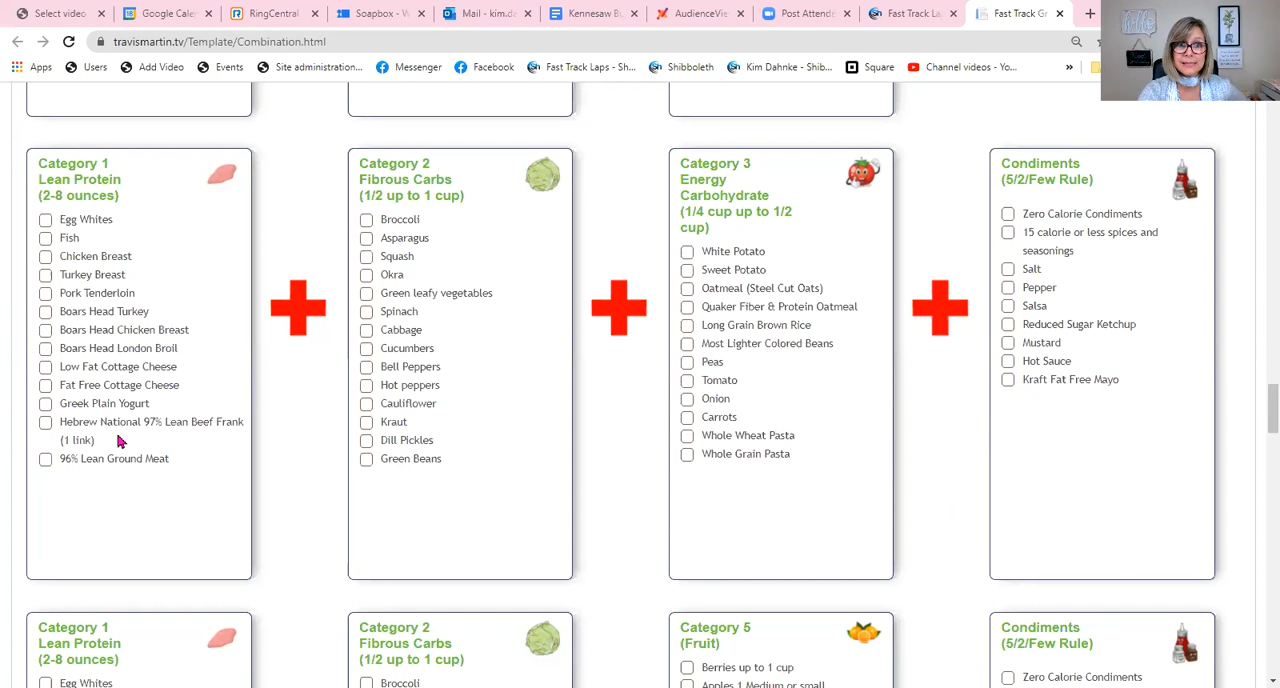 Select video
Google Cale
RingCentral
Soapbox - W
Mail - kim.da
Kennesaw Bu
AudienceVie
Post Attend
Fast Track La
Fast Track Gr
travismartin.tv/Template/Combination.html
Apps
Users
Add Video
Events
Site administration...
Messenger
Fast Track Laps - Sh...
Shibboleth
Kim Dahnke - Shib...
Square
Channel videos - Yo...
»
Category 1
Lean Protein
(2-8 ounces)
Egg Whites
Fish
Chicken Breast
Turkey Breast
Pork Tenderloin
Boars Head Turkey
Boars Head Chicken Breast
Boars Head London Broil
Low Fat Cottage Cheese
Fat Free Cottage Cheese
Greek Plain Yogurt
Hebrew National 97% Lean Beef Frank
(1 link)
96% Lean Ground Meat
Category 2
Fibrous Carbs
(1/2 up to 1 cup)
Broccoli
Asparagus
Squash
Okra
Green leafy vegetables
Spinach
Cabbage
Cucumbers
Bell Peppers
Hot peppers
Cauliflower
Kraut
Dill Pickles
Green Beans
Category 3
Energy
Carbohydrate
(1/4 cup up to 1/2
cup)
White Potato
Sweet Potato
Oatmeal (Steel Cut Oats)
Quaker Fiber & Protein Oatmeal
Long Grain Brown Rice
Most Lighter Colored Beans
Peas
Tomato
Onion
Carrots
Whole Wheat Pasta
Whole Grain Pasta
Condiments
(5/2/Few Rule)
Zero Calorie Condiments
15 calorie or less spices and
seasonings
Salt
Pepper
Salsa
Reduced Sugar Ketchup
Mustard
Hot Sauce
Kraft Fat Free Mayo
Category 1
Lean Protein
(2-8 ounces)
Egg Whites
Category 2
Fibrous Carbs
(1/2 up to 1 cup)
Broccoli
Category 5
(Fruit)
Berries up to 1 cup
Apples 1 Medium or small
Condiments
(5/2/Few Rule)
Zero Calorie Condiments